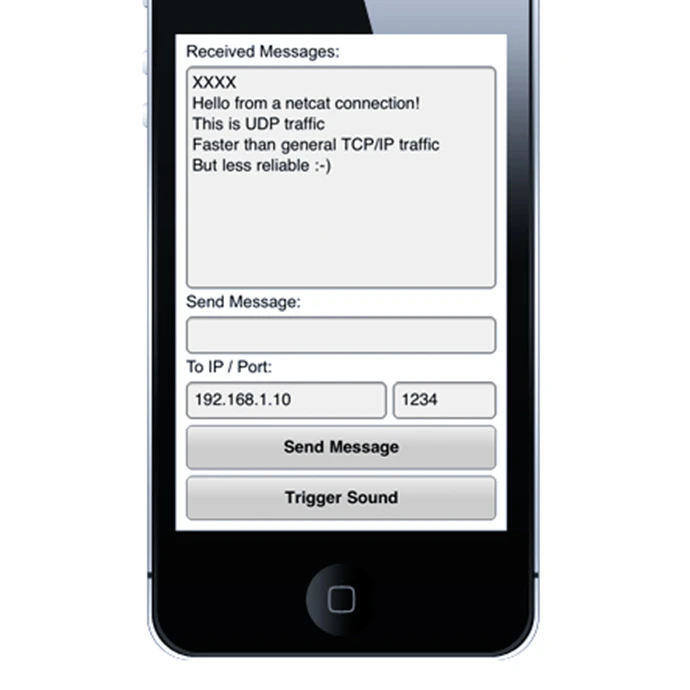 Received Messages:
XXXX
Hello from a netcat connection!
This is UDP traffic
Faster than general TCP/IP traffic
But less reliable :-)
Send Message:
To IP / Port:
192.168.1.10 1234
Send Message
Trigger Sound